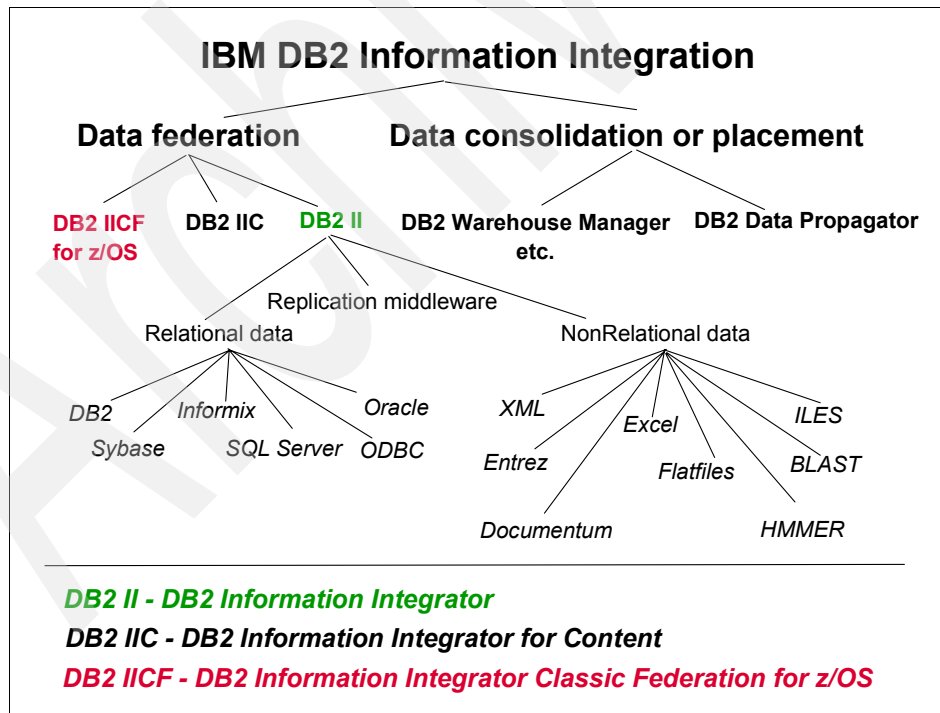 IBM DB2 Information Integration
Data federation
Data consolidation or placement
DB2 IICF
for z/OS
DB2 IIC
DB2 II
DB2 Warehouse Manager
etc.
DB2 Data Propagator
Replication middleware
Relational data
NonRelational data
DB2
Informix
Oracle
Sybase
SQL Server
ODBC
XML
Excel
ILES
Entrez
Flatfiles
BLAST
Documentum
HMMER
DB2 II - DB2 Information Integrator
DB2 IIC - DB2 Information Integrator for Content
DB2 IICF - DB2 Information Integrator Classic Federation for z/OS